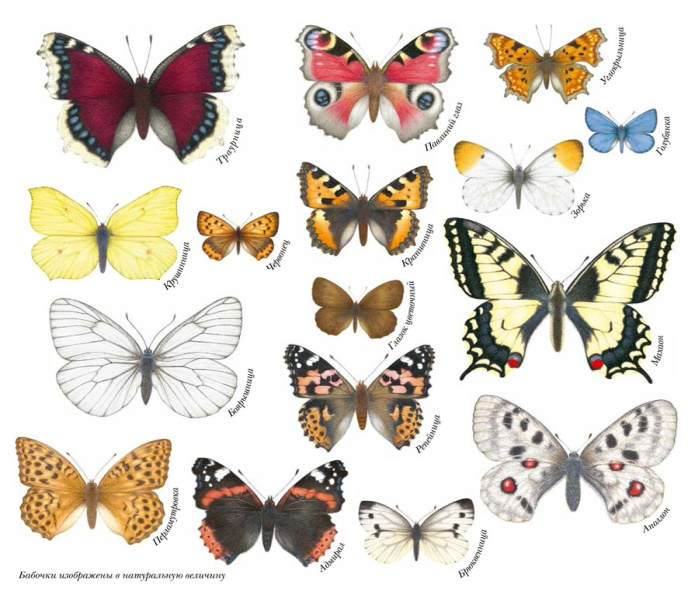 Траурница
Павлиний глаз
Углокрыльница
Голубянка
Зорька
Крушинница
Червонец
Крапивница
Махаон
Глазок цветочный
Боярышница
Репейница
Перламутровка
Адмирал
Брюквенница
Аполлон
Бабочки изображены в натуральную величину